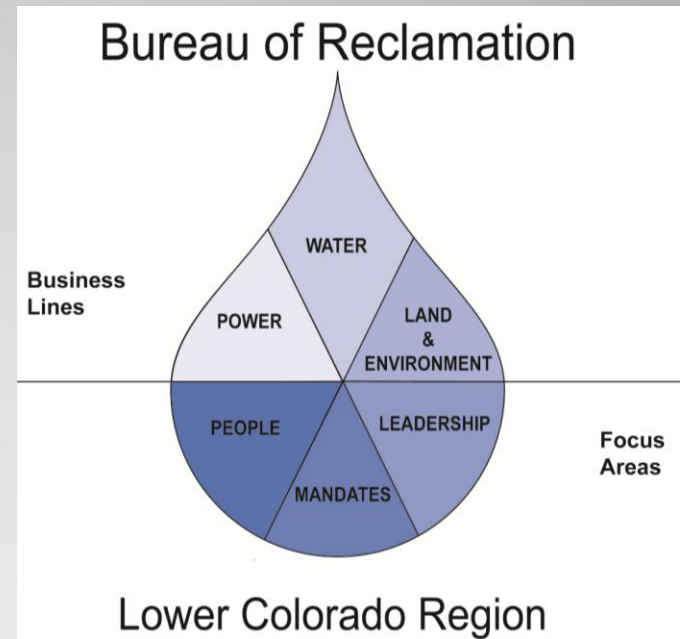 Bureau of Reclamation
WATER
Business
Lines
POWER
LAND
&
ENVIRONMENT
PEOPLE
LEADERSHIP
Focus
Areas
MANDATES
Lower Colorado Region